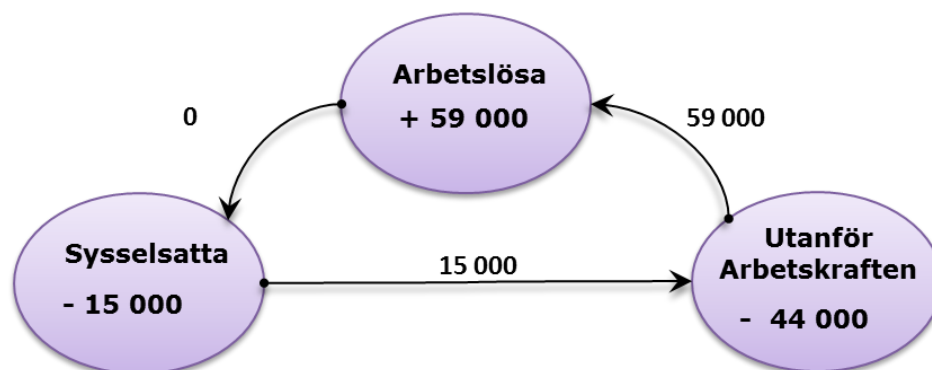 Arbetslösa
+ 59 000
0
59 000
Sysselsatta
- 15 000
15 000
Utanför
Arbetskraften
- 44 000